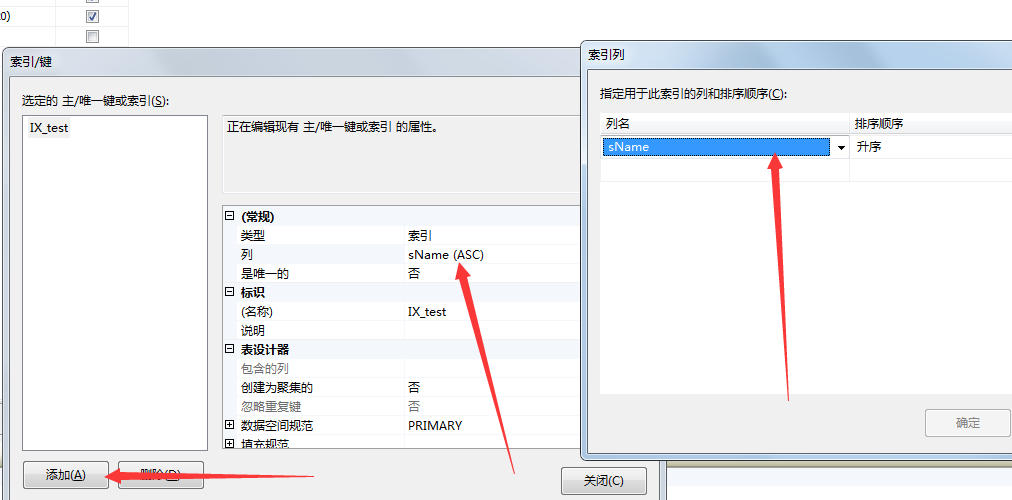 0)
索引/键
选定的 主/唯一键或索引(S):
IX_test
正在编辑现有 主/唯一键或索引 的属性。
(常规)
类型 索引
列 sName (ASC)
是唯一的 否
标识
(名称) IX_test
说明
表设计器
包含的列
创建为聚集的 否
忽略重复键 否
数据空间规范 PRIMARY
填充规范
添加(A)
删除(D)
关闭(C)
索引列
指定用于此索引的列和排序顺序(C):
列名 排序顺序
sName 升序
确定